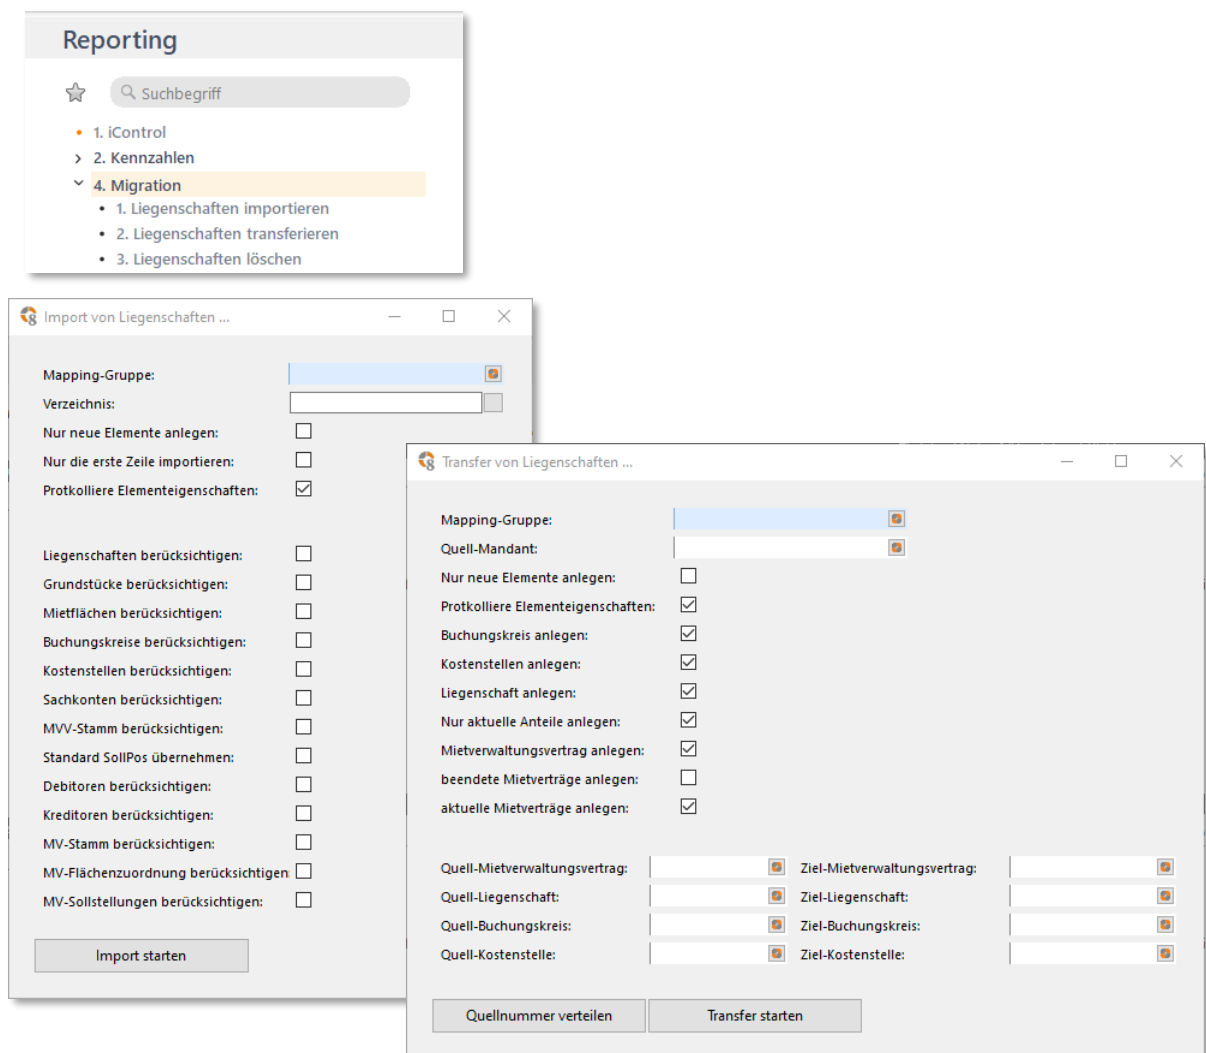 Reporting
Suchbegriff
1. iControl
2. Kennzahlen
4. Migration
1. Liegenschaften importieren
2. Liegenschaften transferieren
3. Liegenschaften löschen
Import von Liegenschaften ...
Mapping-Gruppe:
Verzeichnis:
Nur neue Elemente anlegen:
Nur die erste Zeile importieren:
Protkolliere Elementeigenschaften:
Liegenschaften berücksichtigen:
Grundstücke berücksichtigen:
Mietflächen berücksichtigen:
Buchungskreise berücksichtigen:
Kostenstellen berücksichtigen:
Sachkonten berücksichtigen:
MVV-Stamm berücksichtigen:
Standard SollPos übernehmen:
Debitoren berücksichtigen:
Kreditoren berücksichtigen:
MV-Stamm berücksichtigen:
MV-Flächenzuordnung berücksichtigen:
MV-Sollstellungen berücksichtigen:
Import starten
Transfer von Liegenschaften ...
Mapping-Gruppe:
Quell-Mandant:
Nur neue Elemente anlegen:
Protkolliere Elementeigenschaften:
Buchungskreis anlegen:
Kostenstellen anlegen:
Liegenschaft anlegen:
Nur aktuelle Anteile anlegen:
Mietverwaltungsvertrag anlegen:
beendete Mietverträge anlegen:
aktuelle Mietverträge anlegen:
Quell-Mietverwaltungsvertrag: Ziel-Mietverwaltungsvertrag:
Quell-Liegenschaft: Ziel-Liegenschaft:
Quell-Buchungskreis: Ziel-Buchungskreis:
Quell-Kostenstelle: Ziel-Kostenstelle:
Quellnummer verteilen Transfer starten